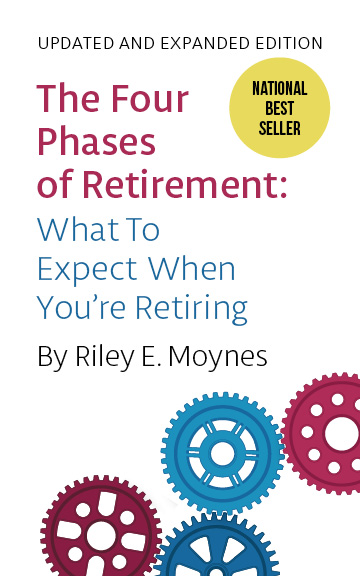 UPDATED AND EXPANDED EDITION
The Four
Phases
of Retirement:
NATIONAL
BEST
SELLER
What To
Expect When
You're Retiring
By Riley E. Moynes